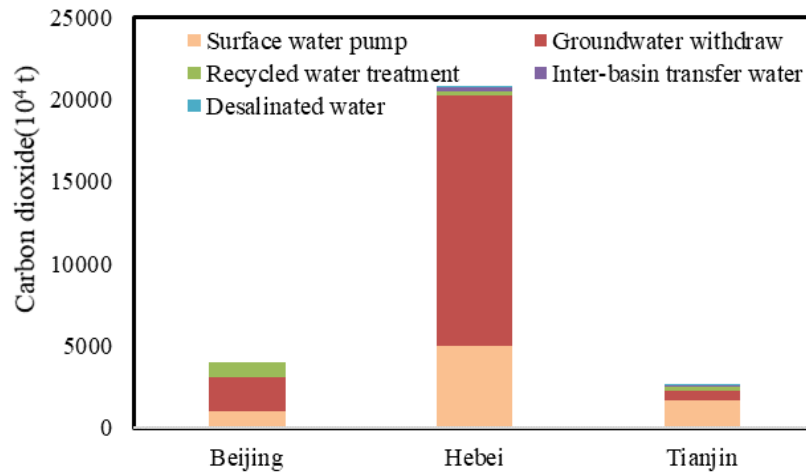 25000
20000
15000
10000
5000
0
Carbon dioxide(10⁴ t)
Surface water pump
Groundwater withdraw
Recycled water treatment
Inter-basin transfer water
Desalinated water
Beijing
Hebei
Tianjin